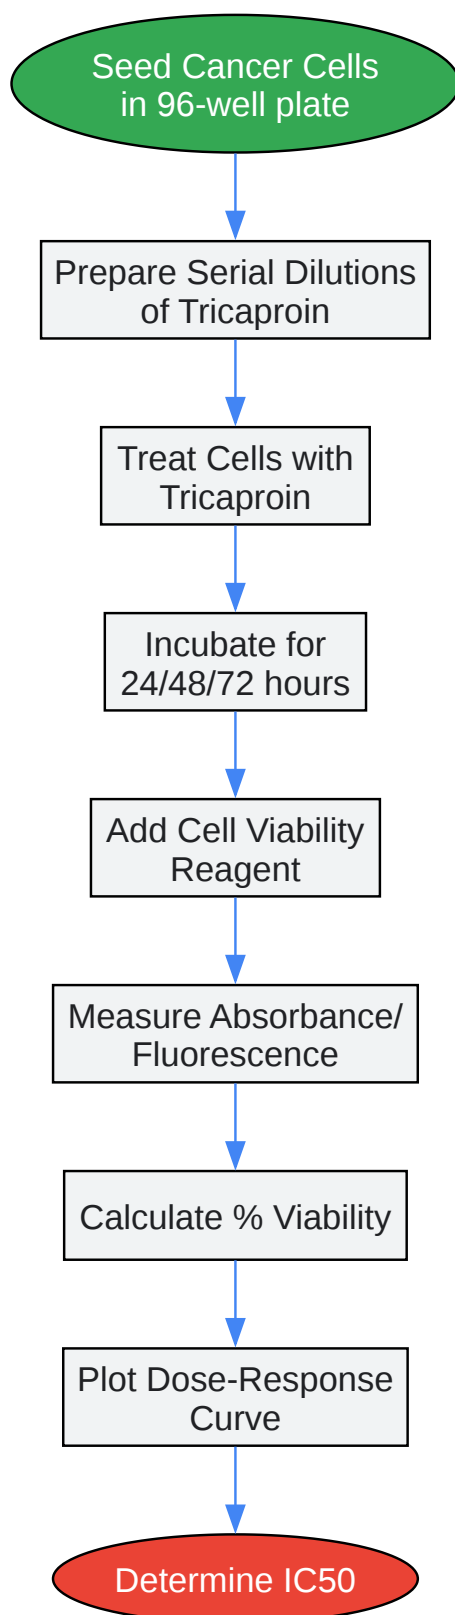 Seed Cancer Cells
in 96-well plate
Prepare Serial Dilutions
of Tricaproin
Treat Cells with
Tricaproin
Incubate for
24/48/72 hours
Add Cell Viability
Reagent
Measure Absorbance/
Fluorescence
Calculate % Viability
Plot Dose-Response
Curve
Determine IC50